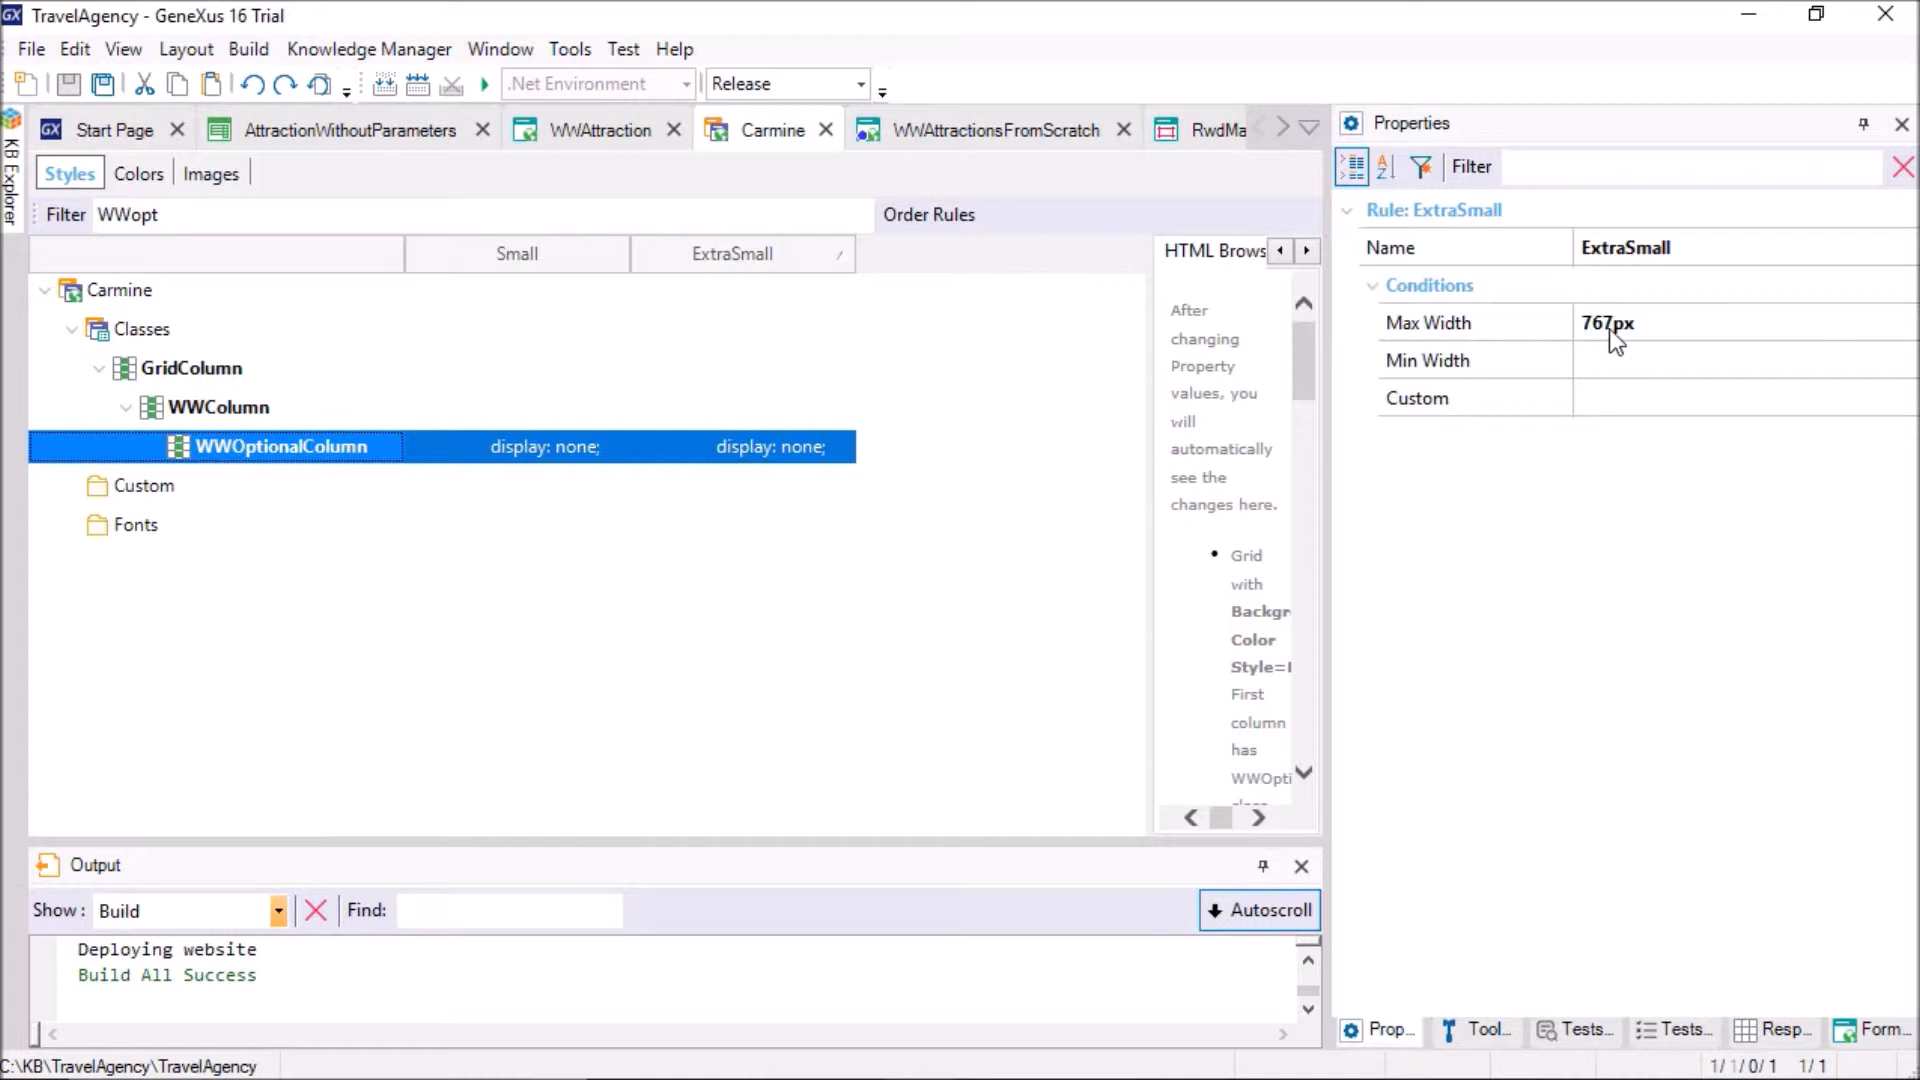 TravelAgency - GeneXus 16 Trial
File Edit View Layout Build Knowledge Manager Window Tools Test Help
.Net Environment Release
Start Page AttractionWithoutParameters WWAttraction Carmine WWAttractionsFromScratch RwdMa
KB Explorer
Styles Colors Images
Filter WWopt Order Rules
Small ExtraSmall
Carmine
Classes
GridColumn
WWColumn
WWOptionalColumn display: none; display: none;
Custom
Fonts
HTML Brows
After
changing
Property
values, you
will
automatically
see the
changes here.
• Grid
with
Backgr
Color
Style=
First
column
has
WWOpti
Output
Show : Build Find: Autoscroll
Deploying website
Build All Success
Properties
Filter
Rule: ExtraSmall
Name ExtraSmall
Conditions
Max Width 767px
Min Width
Custom
Prop... Tool... Tests... Tests... Resp... Form...
C:\KB\TravelAgency\TravelAgency 1/ 1/0/ 1 1/ 1